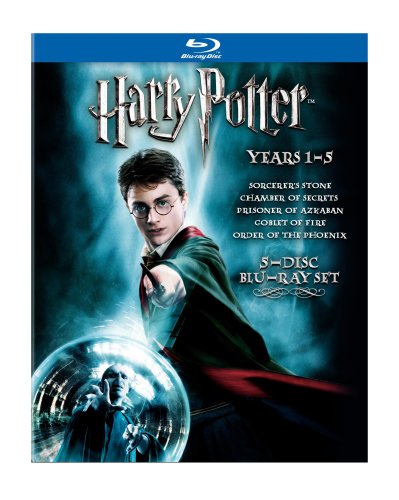 Blu-ray Disc
Harry Potter™
YEARS 1-5
SORCERER'S STONE
CHAMBER OF SECRETS
PRISONER OF AZKABAN
GOBLET OF FIRE
ORDER OF THE PHOENIX
5-DISC
BLU-RAY SET